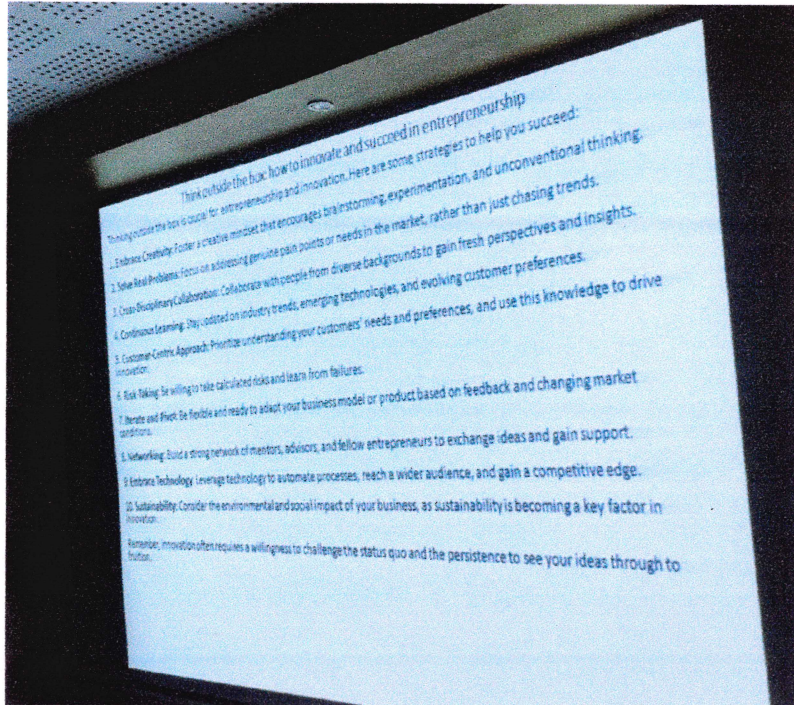 Think outside the box: how to innovate and succeed in entrepreneurship
Thinking outside the box is crucial for entrepreneurship and innovation. Here are some strategies to help you succeed:
1. Embrace Creativity: Foster a creative mindset that encourages brainstorming, experimentation, and unconventional thinking.
2. Solve Real Problems: Focus on addressing genuine pain points or needs in the market, rather than just chasing trends.
3. Cross-Disciplinary Collaboration: Collaborate with people from diverse backgrounds to gain fresh perspectives and insights.
4. Continuous Learning: Stay updated on industry trends, emerging technologies, and evolving customer preferences.
5. Customer-Centric Approach: Prioritize understanding your customers' needs and preferences, and use this knowledge to drive
innovation.
6. Risk-Taking: Be willing to take calculated risks and learn from failures.
7. Iterate and Pivot: Be flexible and ready to adapt your business model or product based on feedback and changing market
conditions.
8. Networking: Build a strong network of mentors, advisors, and fellow entrepreneurs to exchange ideas and gain support.
9. Embrace Technology: Leverage technology to automate processes, reach a wider audience, and gain a competitive edge.
10. Sustainability: Consider the environmental and social impact of your business, as sustainability is becoming a key factor in
innovation.
Remember, innovation often requires a willingness to challenge the status quo and the persistence to see your ideas through to
fruition.